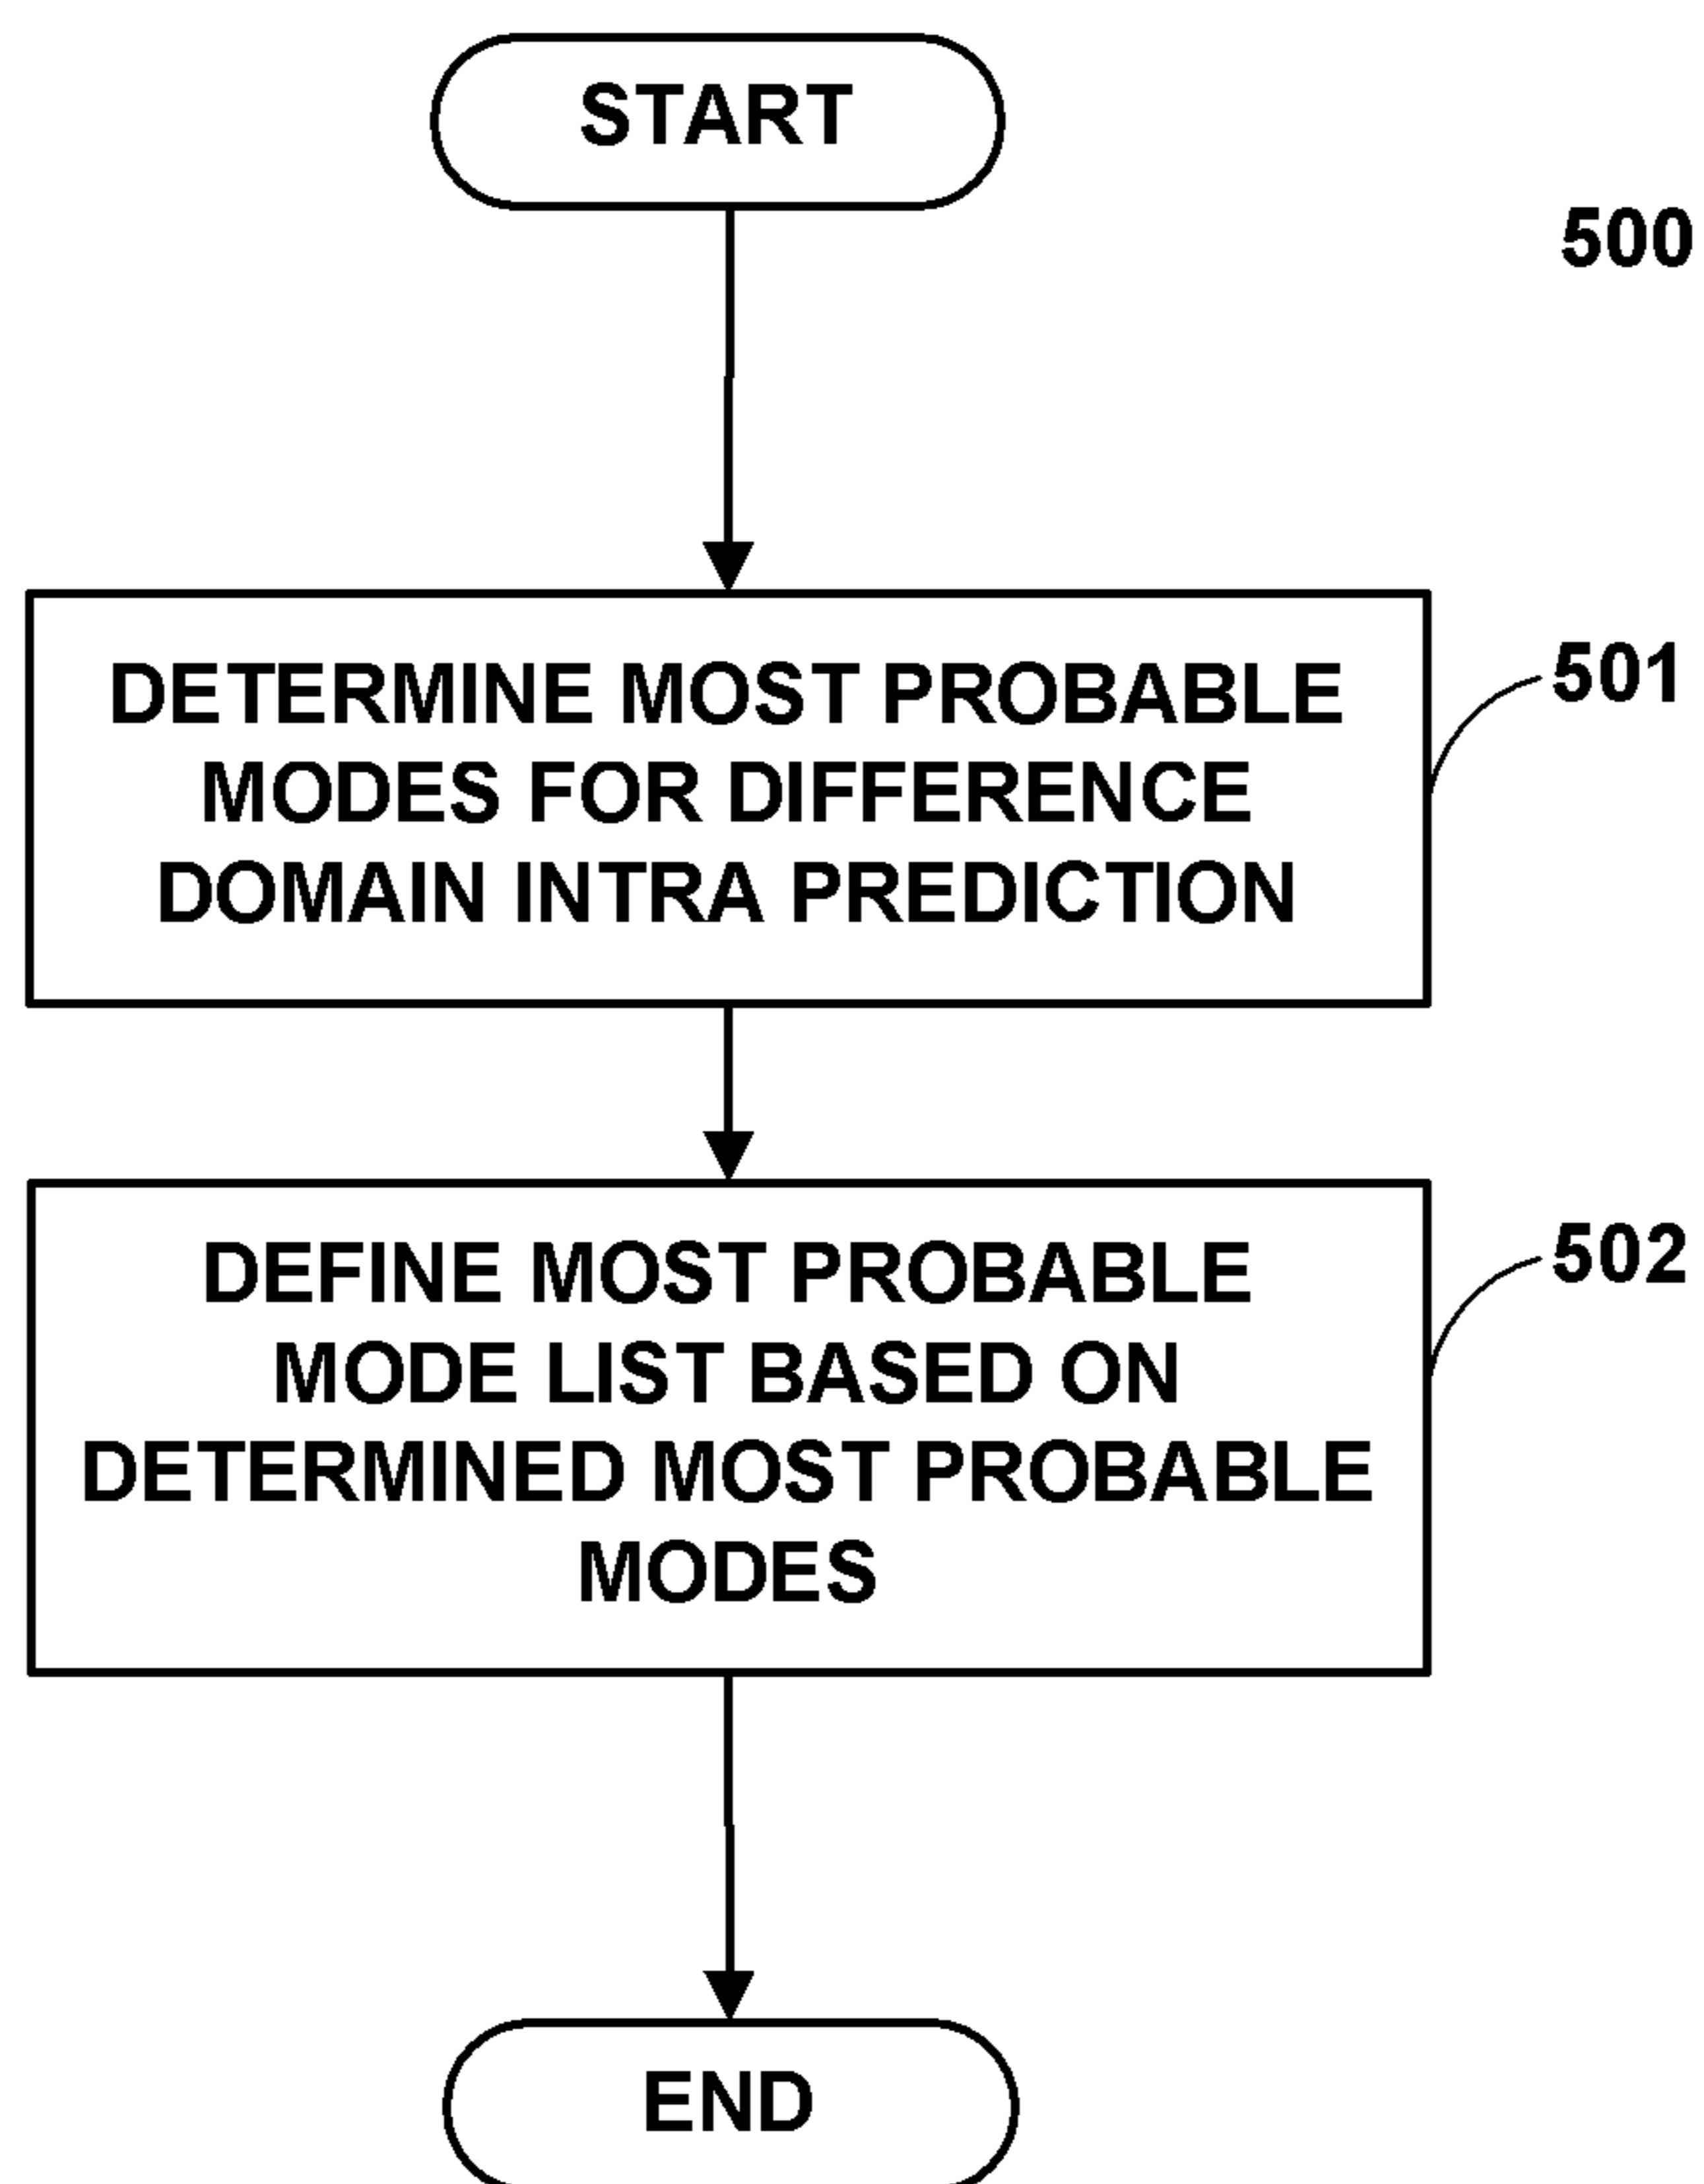 START
500
DETERMINE MOST PROBABLE
MODES FOR DIFFERENCE
DOMAIN INTRA PREDICTION
501
DEFINE MOST PROBABLE
MODE LIST BASED ON
DETERMINED MOST PROBABLE
MODES
502
END